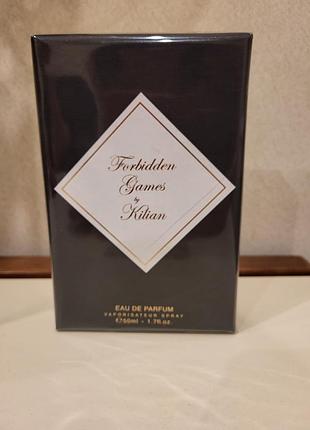 Forbidden
Games
by
Kilian
EAU DE PARFUM
VAPORISATEUR SPRAY
℮50ml - 1.7fl.oz.